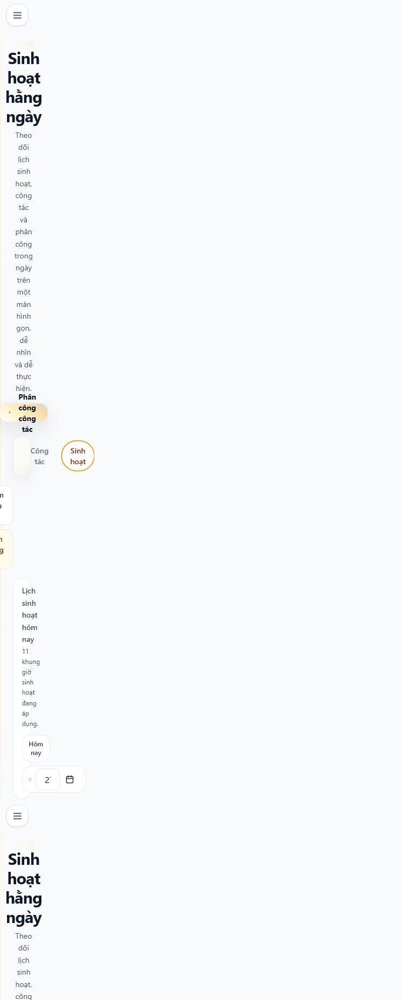 Sinh
hoạt
hằng
ngày
Theo
dõi
lịch
sinh
hoạt,
công
tác
và
phân
công
trong
ngày
trên
một
màn
hình
gọn,
dễ
nhìn
và dễ
thực
hiện.
Phân
công
công
tác
Công
tác
Sinh
hoạt
Lịch
sinh
hoạt
hôm
nay
11
khung
giờ
sinh
hoạt
đang
áp
dụng.
Hôm
nay
Sinh
hoạt
hằng
ngày
Theo
dõi
lịch
sinh
hoạt,
công